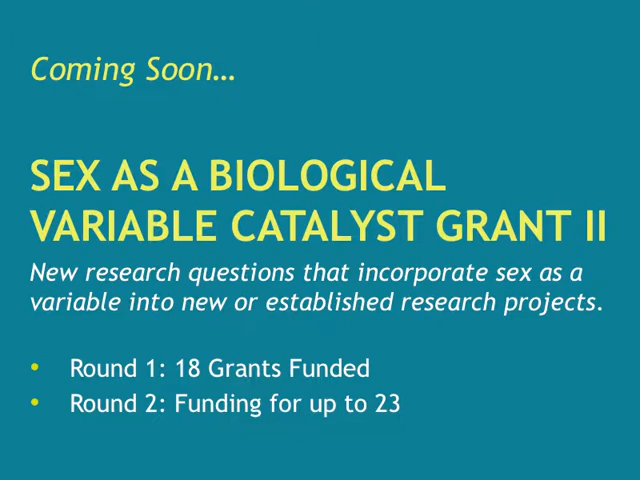 Coming Soon…
SEX AS A BIOLOGICAL
VARIABLE CATALYST GRANT II
New research questions that incorporate sex as a
variable into new or established research projects.
• Round 1: 18 Grants Funded
• Round 2: Funding for up to 23